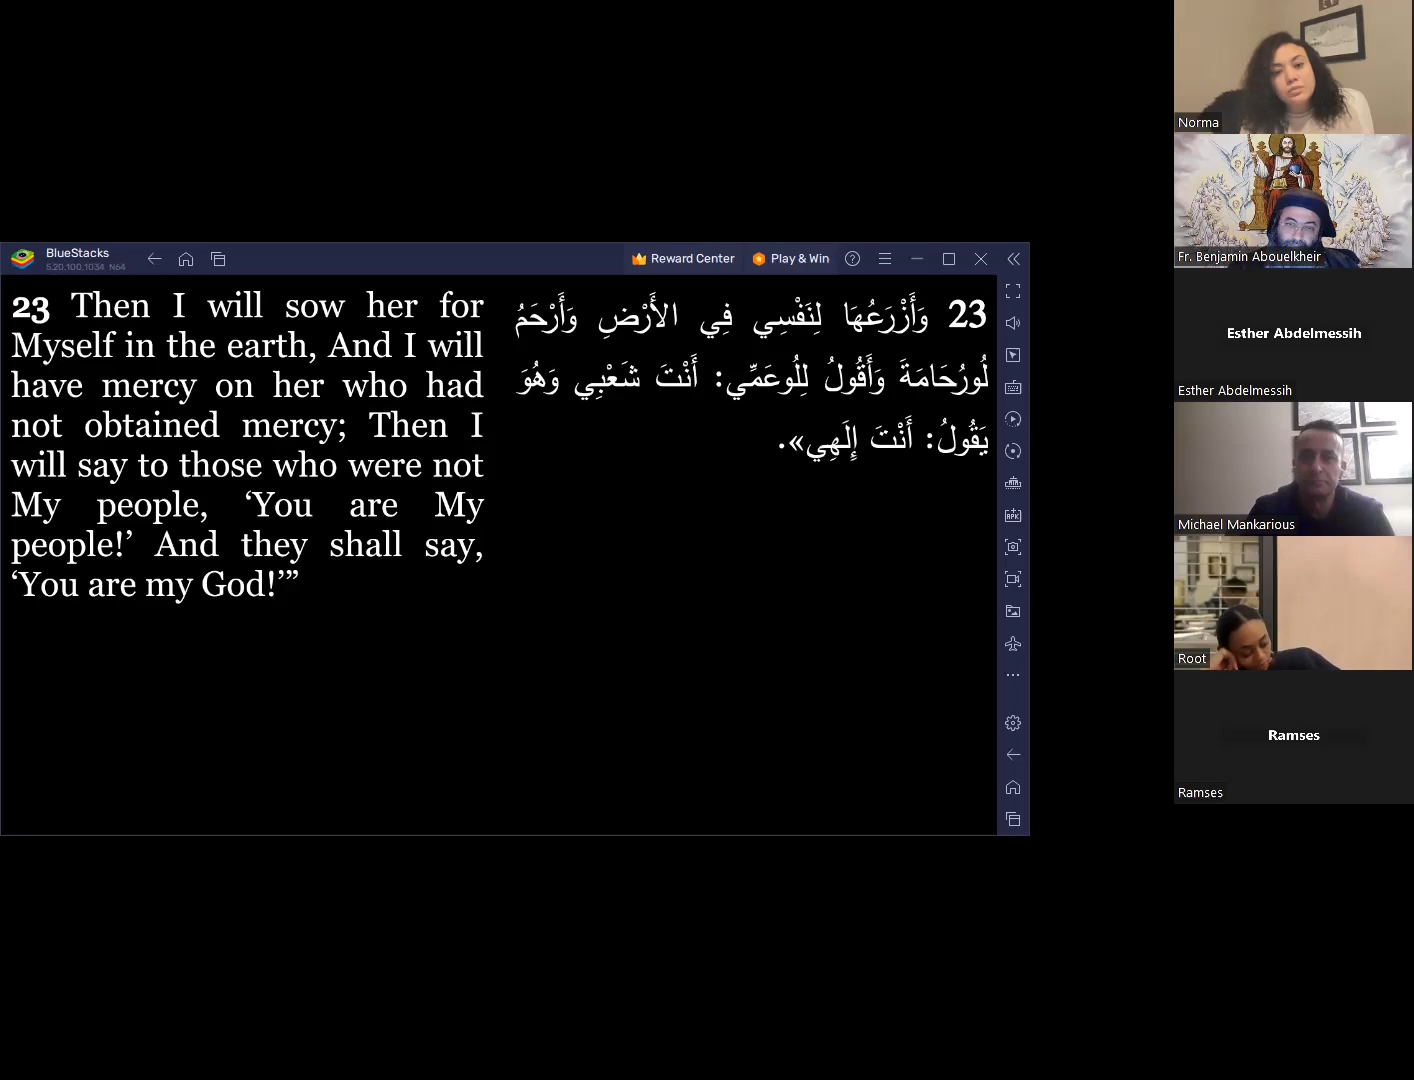 BlueStacks
5.20.100.1034 N64
Reward Center
Play & Win
23 Then I will sow her for
Myself in the earth, And I will
have mercy on her who had
not obtained mercy; Then I
will say to those who were not
My people, ‘You are My
people!’ And they shall say,
‘You are my God!’”
23 وَأَزْرَعُهَا لِنَفْسِي فِي الأَرْضِ وَأَرْحَمُ
لُورُحَامَةَ وَأَقُولُ لِلُوعَمِّي: أَنْتَ شَعْبِي وَهُوَ
يَقُولُ: أَنْتَ إِلَهِي».
APK
Norma
Fr. Benjamin Abouelkheir
Esther Abdelmessih
Esther Abdelmessih
Michael Mankarious
Root
Ramses
Ramses